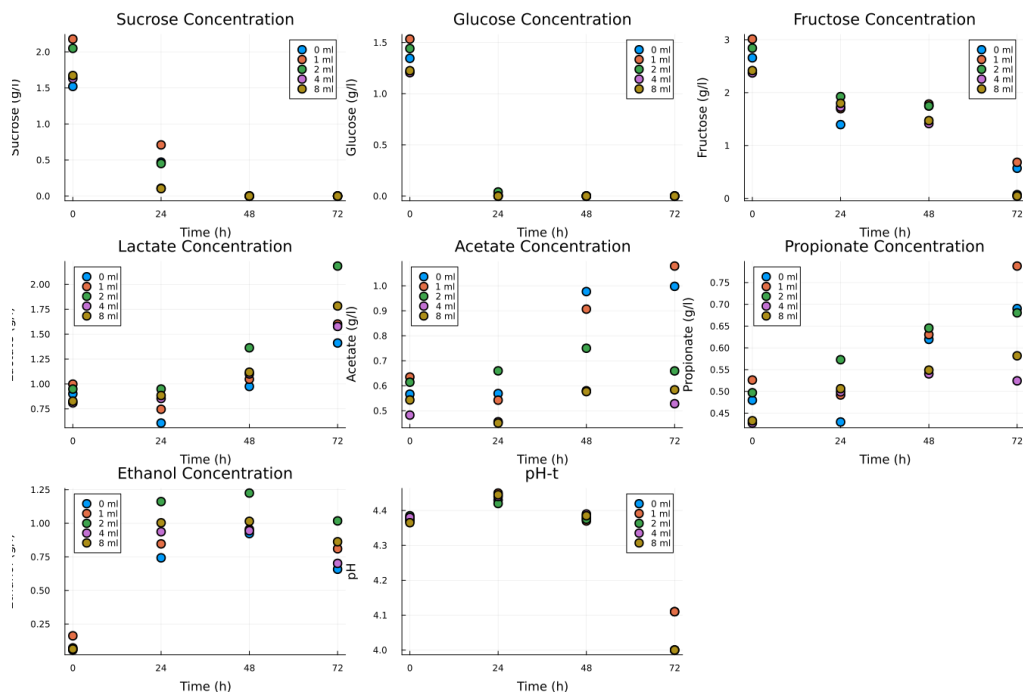 Sucrose Concentration
2.0
1.5
1.0
0.5
0.0
Sucrose (g/l)
0 ml
1 ml
2 ml
4 ml
8 ml
0 24 48 72
Time (h)
Glucose Concentration
1.5
1.0
0.5
0.0
Glucose (g/l)
0 ml
1 ml
2 ml
4 ml
8 ml
0 24 48 72
Time (h)
Fructose Concentration
3
2
1
0
Fructose (g/l)
0 ml
1 ml
2 ml
4 ml
8 ml
0 24 48 72
Time (h)
Lactate Concentration
2.00
1.75
1.50
1.25
1.00
0.75
0 ml
1 ml
2 ml
4 ml
8 ml
0 24 48 72
Time (h)
Acetate Concentration
1.0
0.9
0.8
0.7
0.6
0.5
Acetate (g/l)
0 ml
1 ml
2 ml
4 ml
8 ml
0 24 48 72
Time (h)
Propionate Concentration
0.75
0.70
0.65
0.60
0.55
0.50
0.45
Propionate (g/l)
0 ml
1 ml
2 ml
4 ml
8 ml
0 24 48 72
Time (h)
Ethanol Concentration
1.25
1.00
0.75
0.50
0.25
0 ml
1 ml
2 ml
4 ml
8 ml
0 24 48 72
Time (h)
pH-t
4.4
4.3
4.2
4.1
4.0
pH
0 ml
1 ml
2 ml
4 ml
8 ml
0 24 48 72
Time (h)